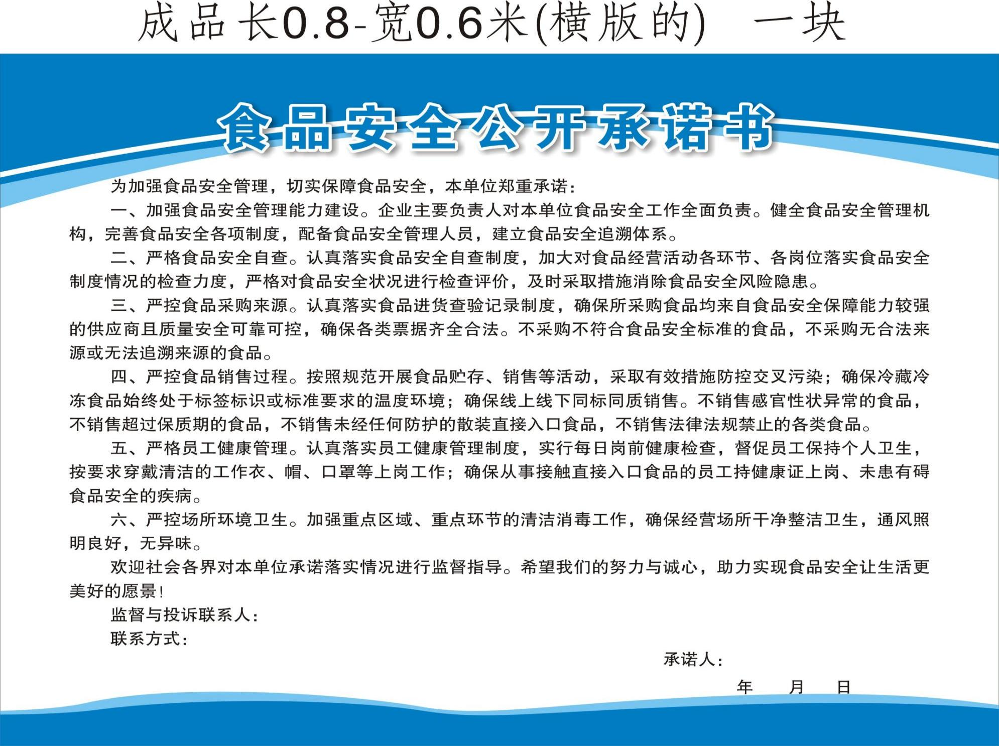 成品长0.8-宽0.6米(横版的) 一块
食品安全公开承诺书
为加强食品安全管理，切实保障食品安全，本单位郑重承诺：
一、加强食品安全管理能力建设。企业主要负责人对本单位食品安全工作全面负责。健全食品安全管理机
构，完善食品安全各项制度，配备食品安全管理人员，建立食品安全追溯体系。
二、严格食品安全自查。认真落实食品安全自查制度，加大对食品经营活动各环节、各岗位落实食品安全
制度情况的检查力度，严格对食品安全状况进行检查评价，及时采取措施消除食品安全风险隐患。
三、严控食品采购来源。认真落实食品进货查验记录制度，确保所采购食品均来自食品安全保障能力较强
的供应商且质量安全可靠可控，确保各类票据齐全合法。不采购不符合食品安全标准的食品，不采购无合法来
源或无法追溯来源的食品。
四、严控食品销售过程。按照规范开展食品贮存、销售等活动，采取有效措施防控交叉污染；确保冷藏冷
冻食品始终处于标签标识或标准要求的温度环境；确保线上线下同标同质销售。不销售感官性状异常的食品，
不销售超过保质期的食品，不销售未经任何防护的散装直接入口食品，不销售法律法规禁止的各类食品。
五、严格员工健康管理。认真落实员工健康管理制度，实行每日岗前健康检查，督促员工保持个人卫生，
按要求穿戴清洁的工作衣、帽、口罩等上岗工作；确保从事接触直接入口食品的员工持健康证上岗、未患有碍
食品安全的疾病。
六、严控场所环境卫生。加强重点区域、重点环节的清洁消毒工作，确保经营场所干净整洁卫生，通风照
明良好，无异味。
欢迎社会各界对本单位承诺落实情况进行监督指导。希望我们的努力与诚心，助力实现食品安全让生活更
美好的愿景！
监督与投诉联系人：
联系方式：
承诺人：
年 月 日